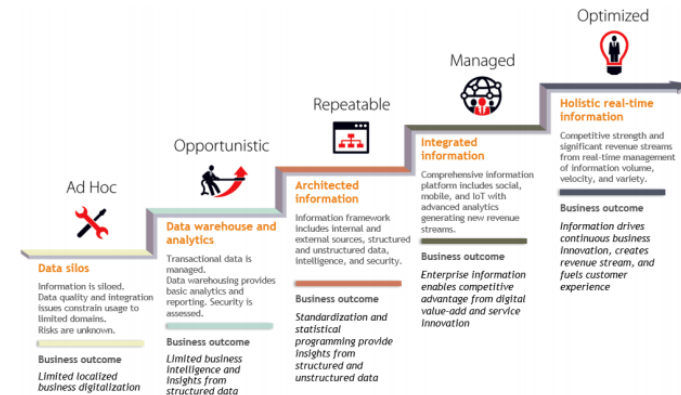 Ad Hoc
Data silos
Information is siloed.
Data quality and integration
issues constrain usage to
limited domains.
Risks are unknown.
Business outcome
Limited localized
business digitalization
Opportunistic
Data warehouse and
analytics
Transactional data is
managed.
Data warehousing provides
basic analytics and
reporting. Security is
assessed.
Business outcome
Limited business
intelligence and
insights from
structured data
Repeatable
Architected
information
Information framework
includes internal and
external sources, structured
and unstructured data,
intelligence, and security.
Business outcome
Standardization and
statistical
programming provide
insights from
structured and
unstructured data
Managed
Integrated
information
Comprehensive information
platform includes social,
mobile, and IoT with
advanced analytics
generating new revenue
streams.
Business outcome
Enterprise information
enables competitive
advantage from digital
value-add and service
innovation
Optimized
Holistic real-time
information
Competitive strength and
significant revenue streams
from real-time management
of information volume,
velocity, and variety.
Business outcome
Information drives
continuous business
innovation, creates
revenue stream, and
fuels customer
experience